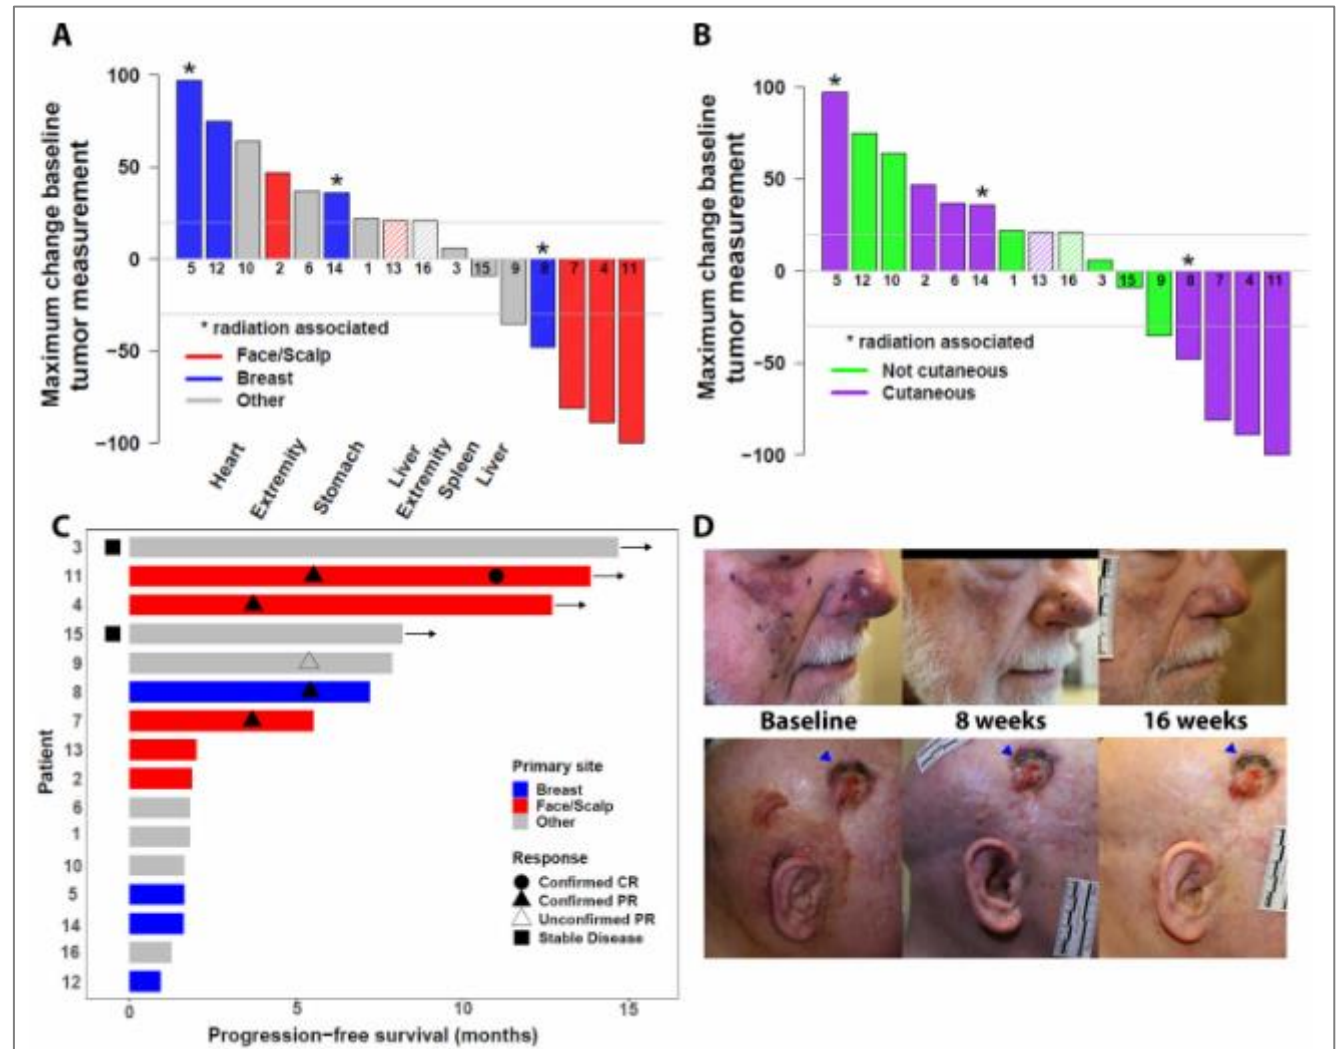 A
Maximum change baseline
tumor measurement
100
50
0
−50
−100
*
*
*
5 12 10 2 6 14 1 13 16 3 15 9 8 7 4 11
* radiation associated
Face/Scalp
Breast
Other
Heart
Extremity
Stomach
Liver
Extremity
Spleen
Liver
B
Maximum change baseline
tumor measurement
100
50
0
−50
−100
*
*
*
5 12 10 2 6 14 1 13 16 3 15 9 8 7 4 11
* radiation associated
Not cutaneous
Cutaneous
C
Patient
3
11
4
15
9
8
7
13
2
6
1
10
5
14
16
12
Primary site
Breast
Face/Scalp
Other
Response
Confirmed CR
Confirmed PR
Unconfirmed PR
Stable Disease
0 5 10 15
Progression−free survival (months)
D
Baseline 8 weeks 16 weeks